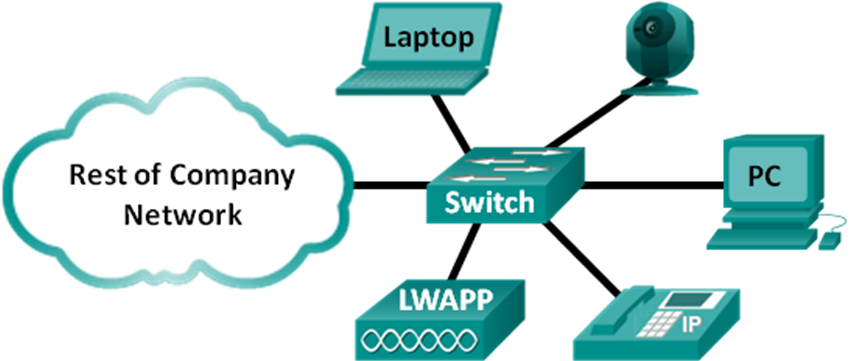 Laptop
Rest of Company
Network
Switch
PC
LWAPP
IP